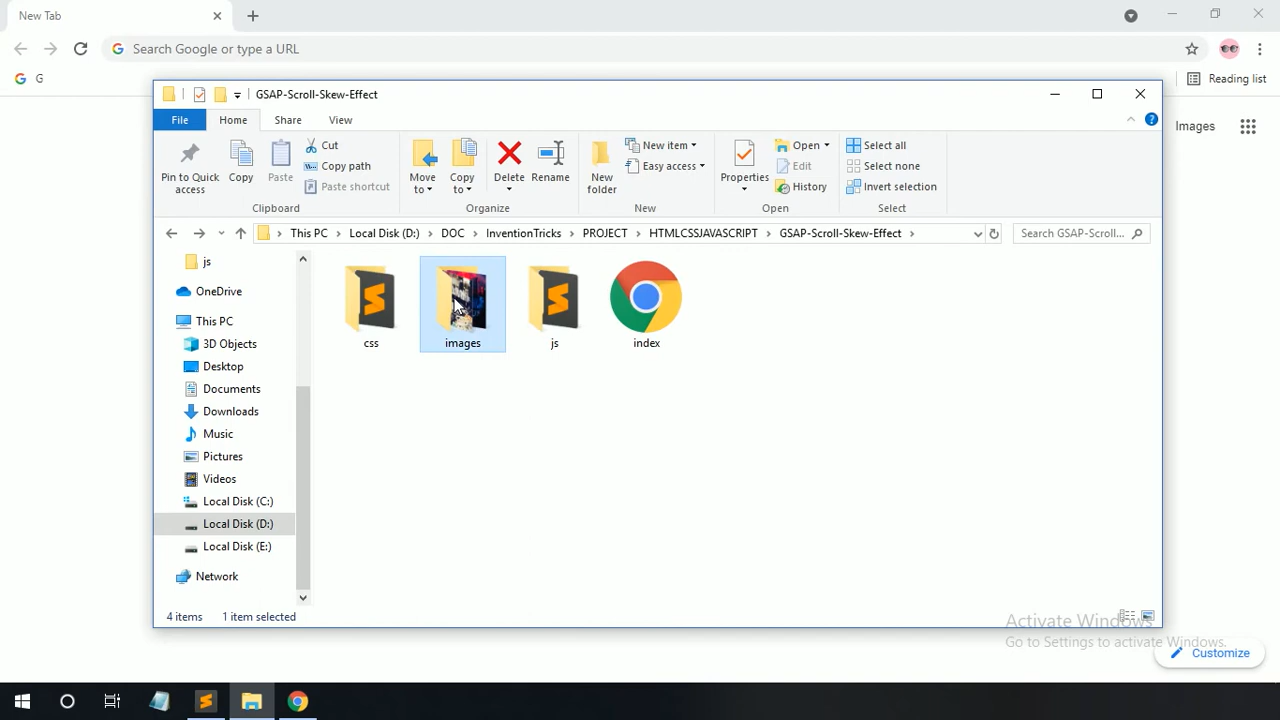 New Tab
Search Google or type a URL
G
Reading list
Images
GSAP-Scroll-Skew-Effect
File
Home
Share
View
Pin to Quick access
Copy
Paste
Cut
Copy path
Paste shortcut
Clipboard
Move to
Copy to
Delete
Rename
Organize
New folder
New item
Easy access
New
Properties
Open
Edit
History
Open
Select all
Select none
Invert selection
Select
This PC
Local Disk (D:)
DOC
InventionTricks
PROJECT
HTMLCSSJAVASCRIPT
GSAP-Scroll-Skew-Effect
Search GSAP-Scroll...
js
OneDrive
This PC
3D Objects
Desktop
Documents
Downloads
Music
Pictures
Videos
Local Disk (C:)
Local Disk (D:)
Local Disk (E:)
Network
css
images
js
index
4 items
1 item selected
Activate Windows
Go to Settings to activate Windows.
Customize